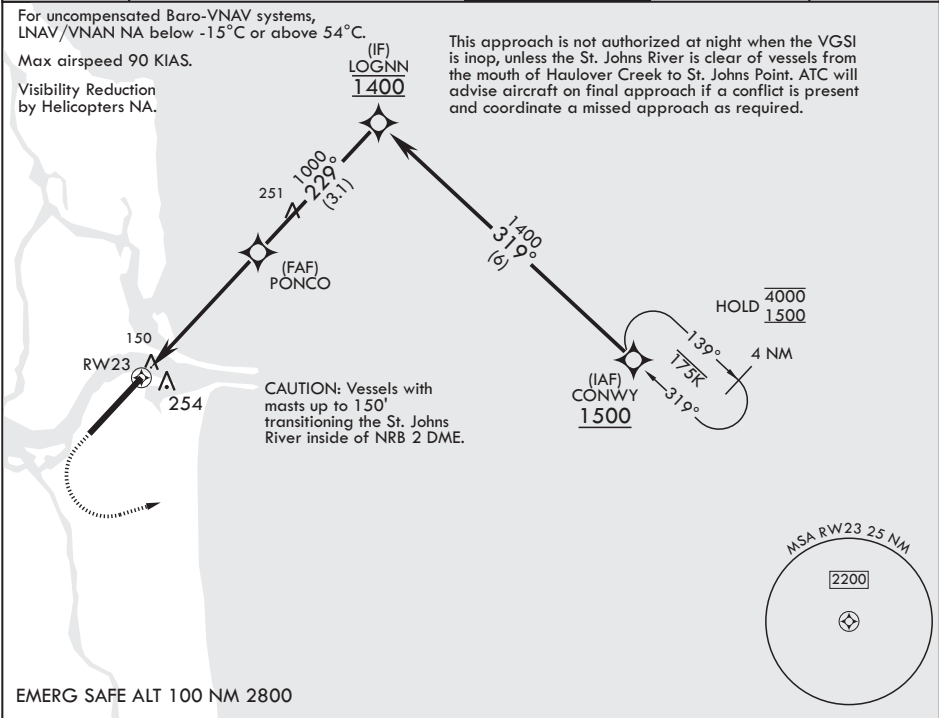 For uncompensated Baro-VNAV systems,
LNAV/VNAN NA below -15°C or above 54°C.
Max airspeed 90 KIAS.
Visibility Reduction
by Helicopters NA.
(IF)
LOGNN
1400
This approach is not authorized at night when the VGSI
is inop, unless the St. Johns River is clear of vessels from
the mouth of Haulover Creek to St. Johns Point. ATC will
advise aircraft on final approach if a conflict is present
and coordinate a missed approach as required.
1000
229°
(3.1)
251
(FAF)
PONCO
1400
319°
(6)
HOLD 4000
1500
139°
175K
319°
4 NM
(IAF)
CONWY
1500
150
RW23
254
CAUTION: Vessels with
masts up to 150'
transitioning the St. Johns
River inside of NRB 2 DME.
MSA RW23 25 NM
2200
EMERG SAFE ALT 100 NM 2800